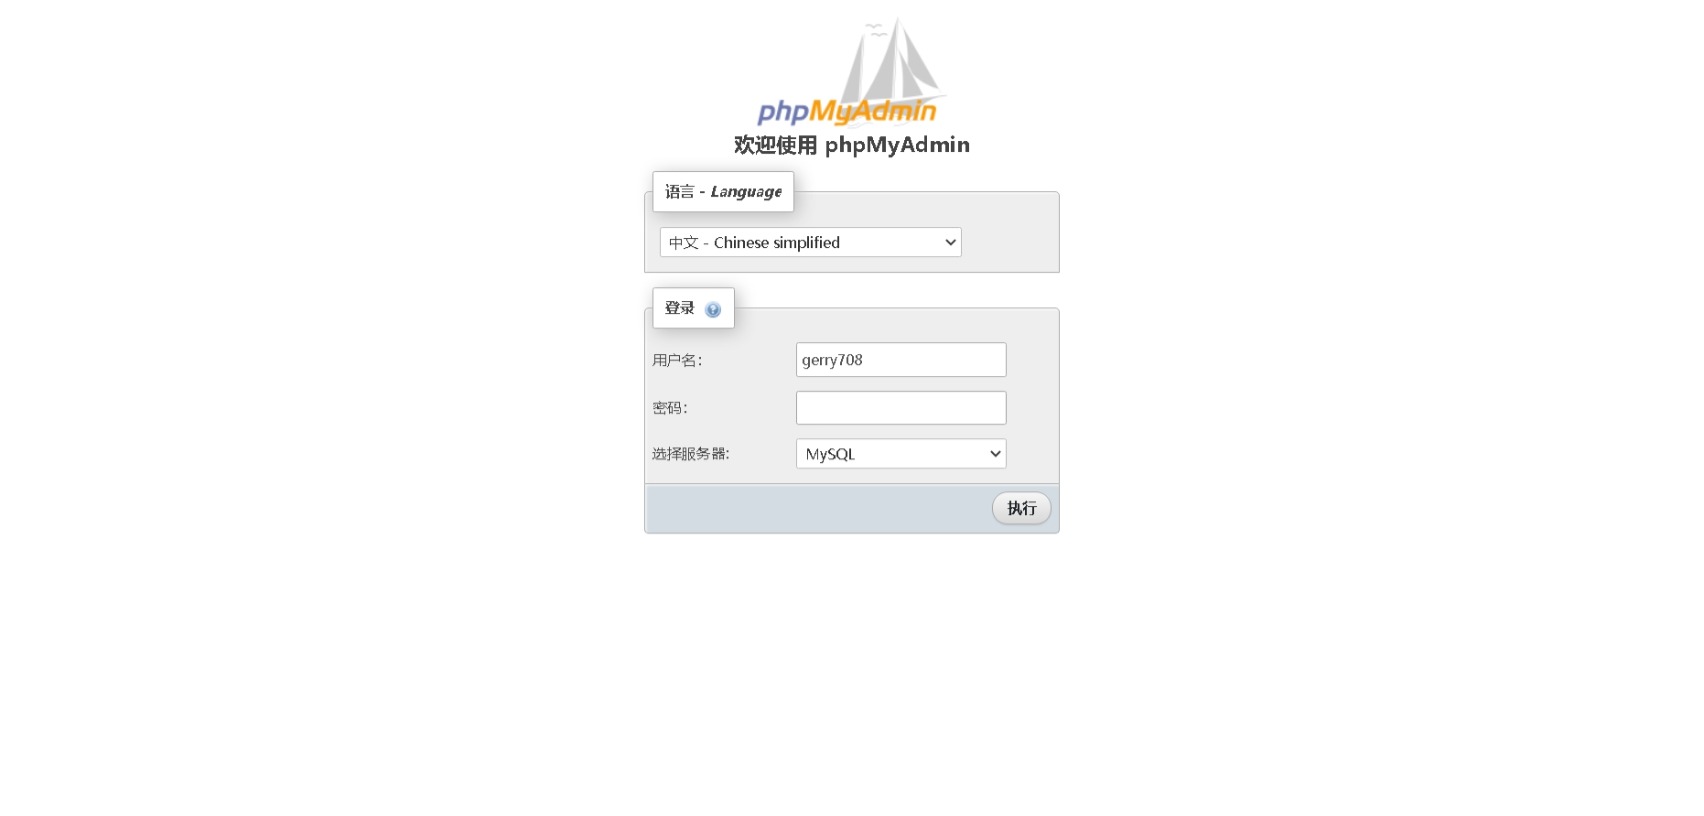 phpMyAdmin
欢迎使用 phpMyAdmin
语言 - Language
中文 - Chinese simplified
登录
用户名：
gerry708
密码：
选择服务器:
MySQL
执行